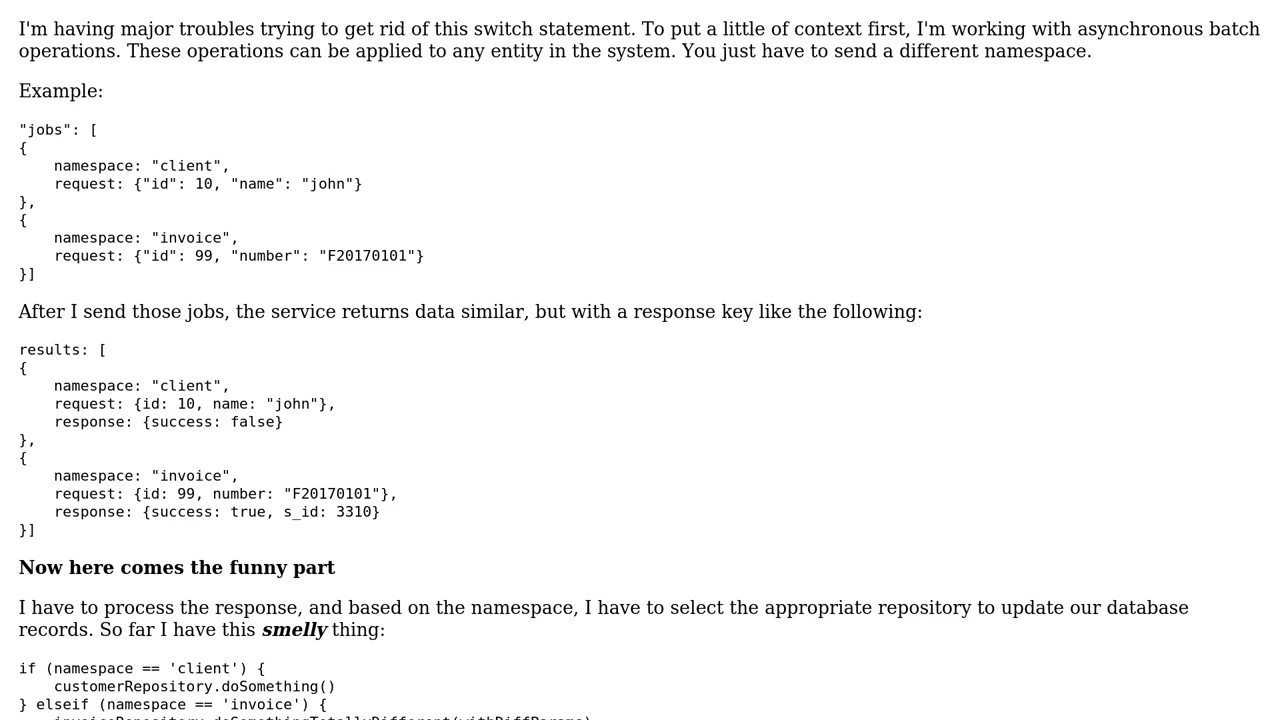 I'm having major troubles trying to get rid of this switch statement. To put a little of context first, I'm working with asynchronous batch
operations. These operations can be applied to any entity in the system. You just have to send a different namespace.
Example:
"jobs": [
{
    namespace: "client",
    request: {"id": 10, "name": "john"}
},
{
    namespace: "invoice",
    request: {"id": 99, "number": "F20170101"}
}]
After I send those jobs, the service returns data similar, but with a response key like the following:
results: [
{
    namespace: "client",
    request: {id: 10, name: "john"},
    response: {success: false}
},
{
    namespace: "invoice",
    request: {id: 99, number: "F20170101"},
    response: {success: true, s_id: 3310}
}]
Now here comes the funny part
I have to process the response, and based on the namespace, I have to select the appropriate repository to update our database
records. So far I have this smelly thing:
if (namespace == 'client') {
    customerRepository.doSomething()
} elseif (namespace == 'invoice') {
    invoiceRepository.doSomethingTotallyDifferent(withDiffParams)